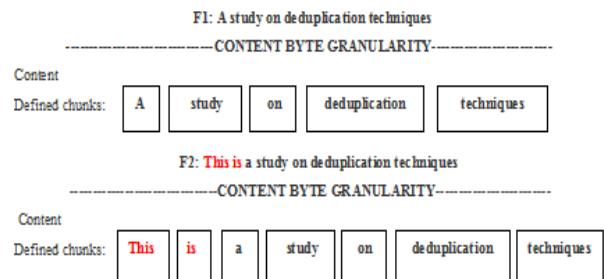 F1: A study on deduplication techniques
------------------------------CONTENT BYTE GRANULARITY-------------------------
Content
Defined chunks: A study on deduplication techniques
F2: This is a study on deduplication techniques
------------------------------CONTENT BYTE GRANULARITY------------------------
Content
Defined chunks: This is a study on deduplication techniques